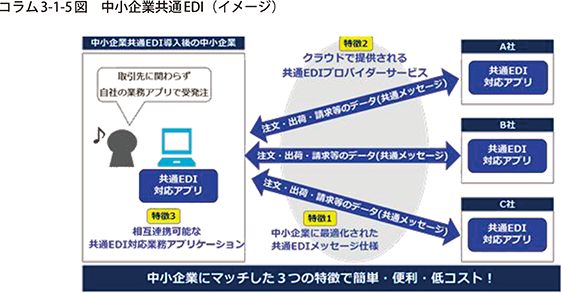 コラム3-1-5図　中小企業共通EDI（イメージ）
中小企業共通EDI導入後の中小企業
取引先に関わらず
自社の業務アプリで受発注
共通EDI
対応アプリ
特徴3
相互連携可能な
共通EDI対応業務アプリケーション
特徴2
クラウドで提供される
共通EDIプロバイダーサービス
注文・出荷・請求等のデータ(共通メッセージ)
注文・出荷・請求等のデータ(共通メッセージ)
注文・出荷・請求等のデータ(共通メッセージ)
特徴1
中小企業に最適化された
共通EDIメッセージ仕様
A社
共通EDI
対応アプリ
B社
共通EDI
対応アプリ
C社
共通EDI
対応アプリ
中小企業にマッチした３つの特徴で簡単・便利・低コスト！